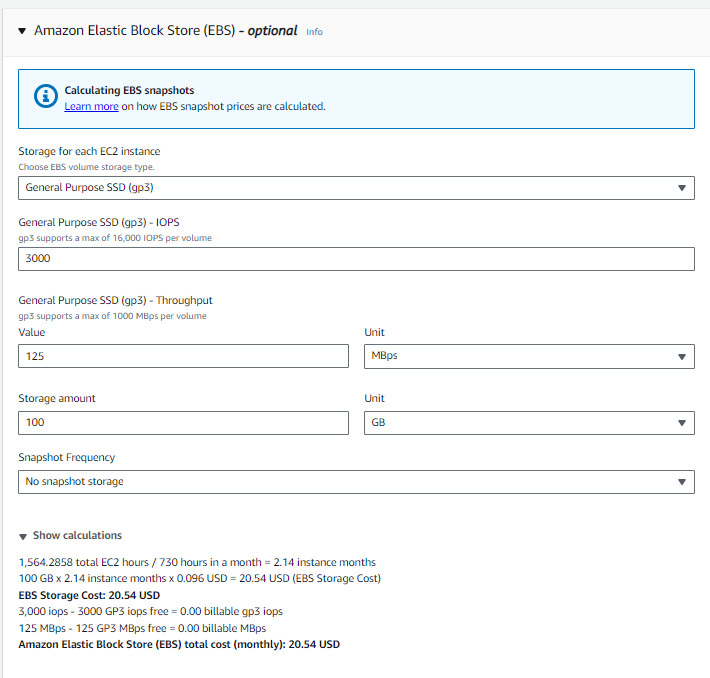 Amazon Elastic Block Store (EBS) - optional Info
Calculating EBS snapshots
Learn more on how EBS snapshot prices are calculated.
Storage for each EC2 instance
Choose EBS volume storage type.
General Purpose SSD (gp3)
General Purpose SSD (gp3) - IOPS
gp3 supports a max of 16,000 IOPS per volume
3000
General Purpose SSD (gp3) - Throughput
gp3 supports a max of 1000 MBps per volume
Value Unit
125 MBps
Storage amount Unit
100 GB
Snapshot Frequency
No snapshot storage
Show calculations
1,564.2858 total EC2 hours / 730 hours in a month = 2.14 instance months
100 GB x 2.14 instance months x 0.096 USD = 20.54 USD (EBS Storage Cost)
EBS Storage Cost: 20.54 USD
3,000 iops - 3000 GP3 iops free = 0.00 billable gp3 iops
125 MBps - 125 GP3 MBps free = 0.00 billable MBps
Amazon Elastic Block Store (EBS) total cost (monthly): 20.54 USD